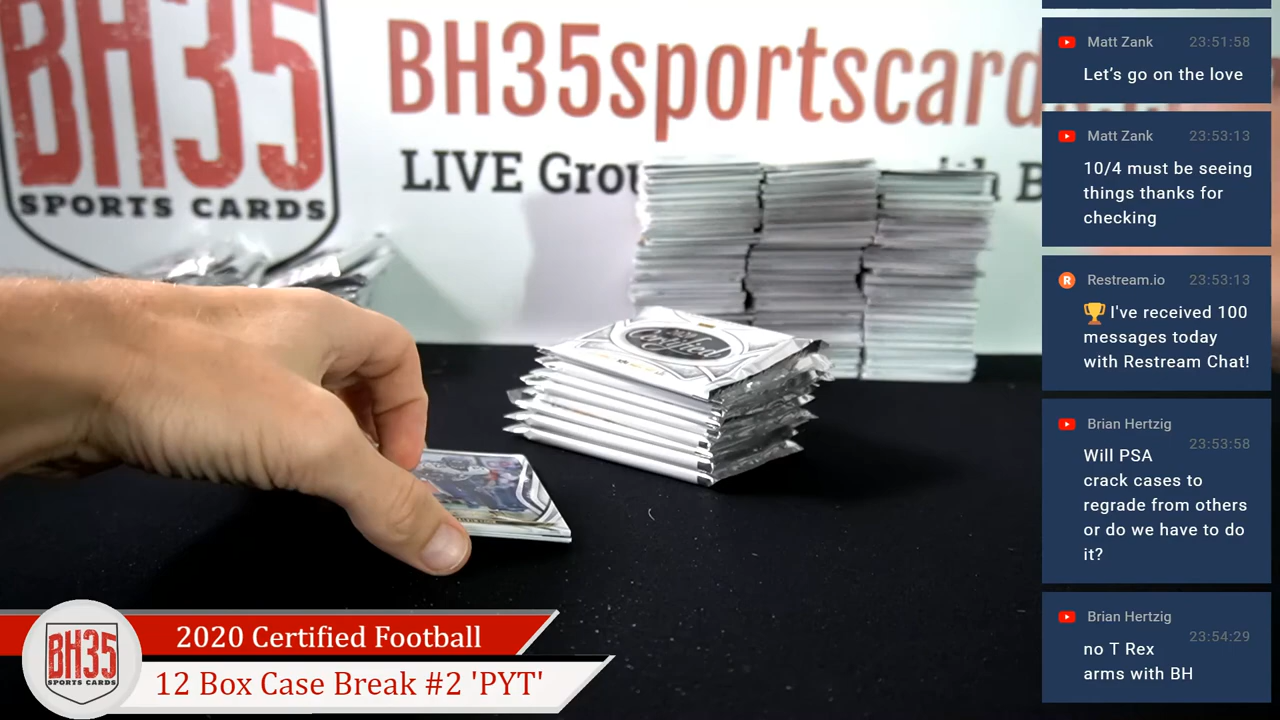 BH35
SPORTS CARDS
BH35sportscard
LIVE Grou
2020
Certified
Matt Zank 23:51:58
Let’s go on the love
Matt Zank 23:53:13
10/4 must be seeing
things thanks for
checking
Restream.io 23:53:13
🏆 I've received 100
messages today
with Restream Chat!
Brian Hertzig
23:53:58
Will PSA
crack cases to
regrade from others
or do we have to do
it?
Brian Hertzig
23:54:29
no T Rex
arms with BH
BH35
SPORTS CARDS
2020 Certified Football
12 Box Case Break #2 'PYT'